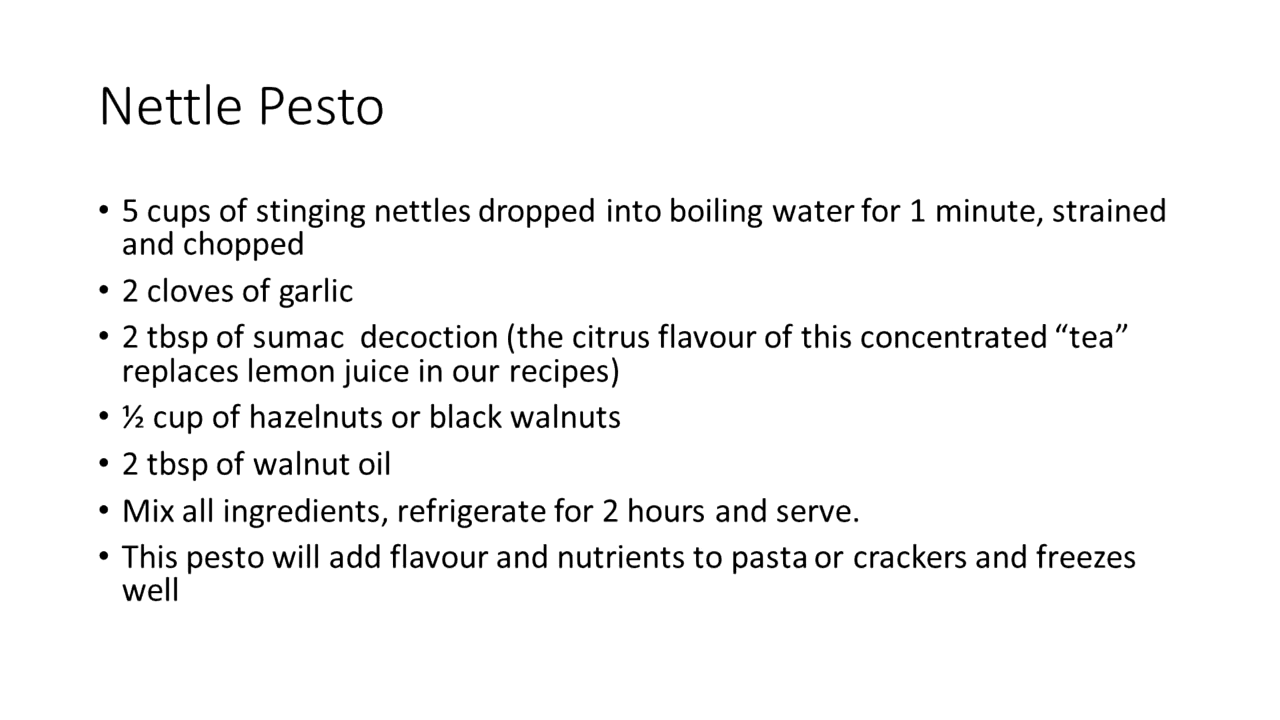 Nettle Pesto
• 5 cups of stinging nettles dropped into boiling water for 1 minute, strained
and chopped
• 2 cloves of garlic
• 2 tbsp of sumac  decoction (the citrus flavour of this concentrated “tea”
replaces lemon juice in our recipes)
• ½ cup of hazelnuts or black walnuts
• 2 tbsp of walnut oil
• Mix all ingredients, refrigerate for 2 hours and serve.
• This pesto will add flavour and nutrients to pasta or crackers and freezes
well